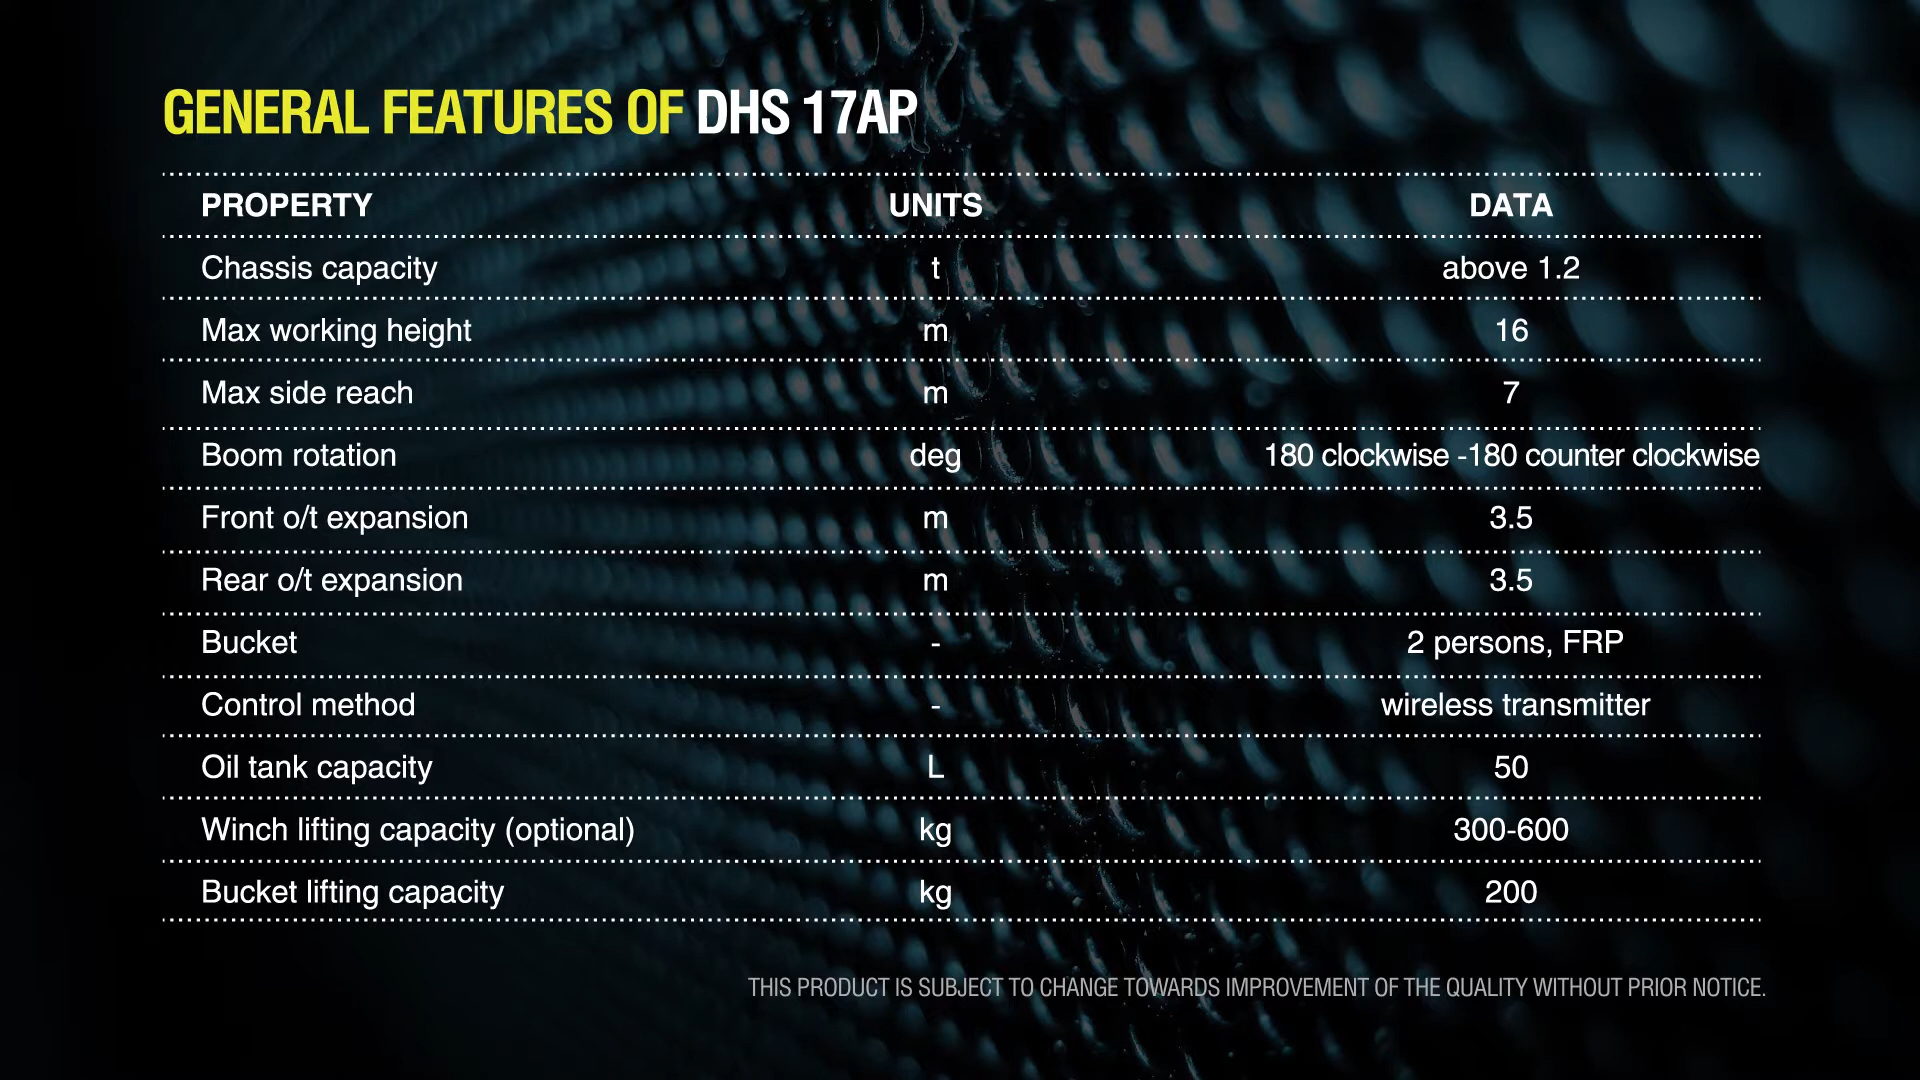 GENERAL FEATURES OF DHS 17AP
PROPERTY UNITS DATA
Chassis capacity t above 1.2
Max working height m 16
Max side reach m 7
Boom rotation deg 180 clockwise -180 counter clockwise
Front o/t expansion m 3.5
Rear o/t expansion m 3.5
Bucket - 2 persons, FRP
Control method - wireless transmitter
Oil tank capacity L 50
Winch lifting capacity (optional) kg 300-600
Bucket lifting capacity kg 200
THIS PRODUCT IS SUBJECT TO CHANGE TOWARDS IMPROVEMENT OF THE QUALITY WITHOUT PRIOR NOTICE.